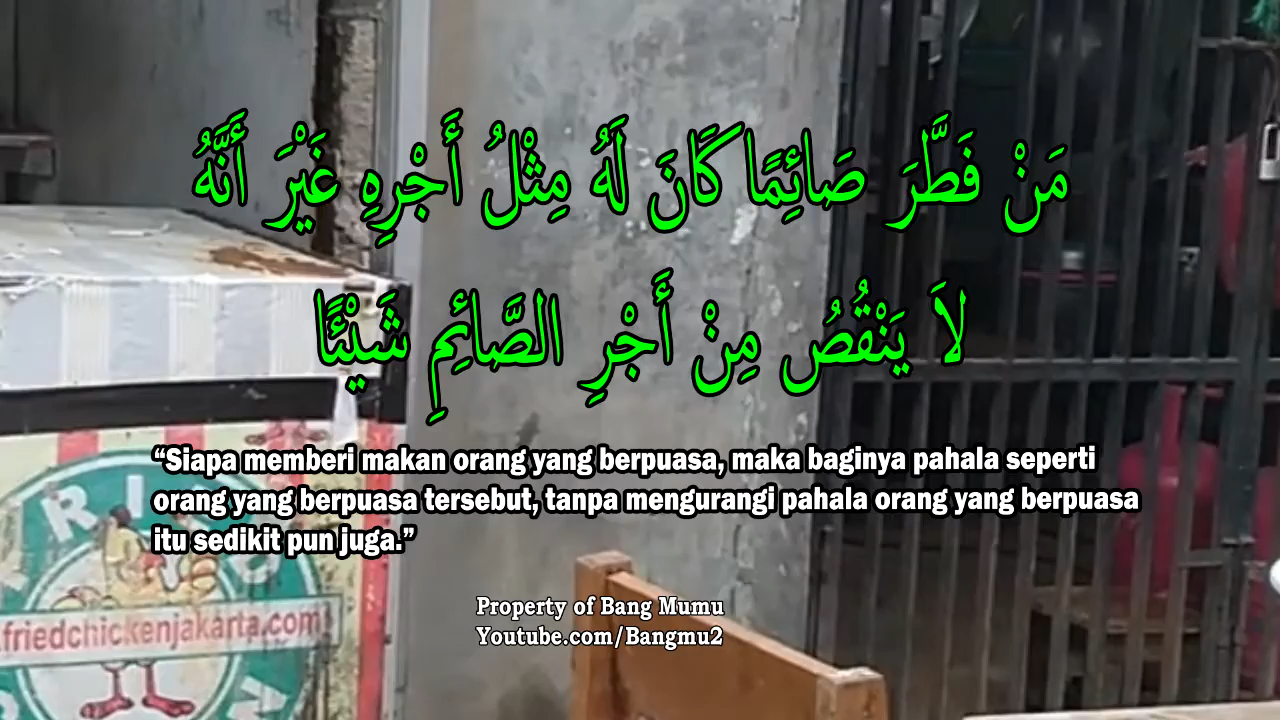 مَنْ فَطَّرَ صَائِمًا كَانَ لَهُ مِثْلُ أَجْرِهِ غَيْرَ أَنَّهُ
لاَ يَنْقُصُ مِنْ أَجْرِ الصَّائِمِ شَيْئًا
“Siapa memberi makan orang yang berpuasa, maka baginya pahala seperti
orang yang berpuasa tersebut, tanpa mengurangi pahala orang yang berpuasa
itu sedikit pun juga.”
friedchickenjakarta.com
Property of Bang Mumu
Youtube.com/Bangmu2